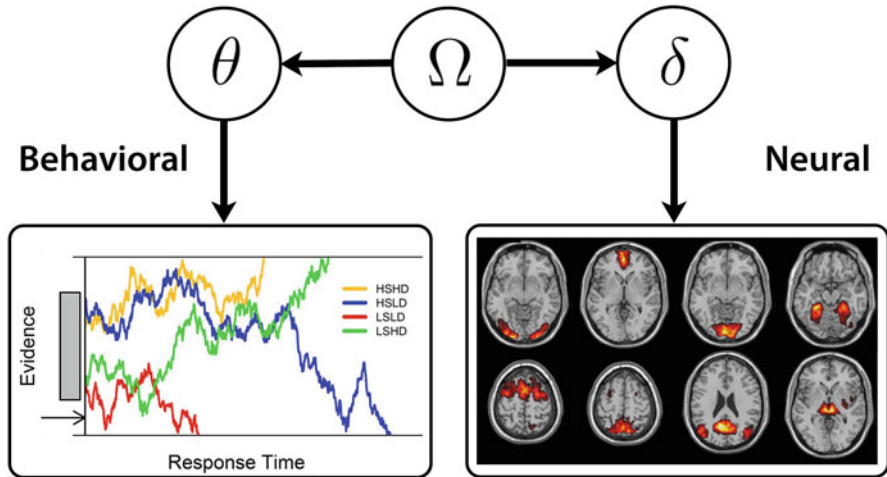 θ Ω δ
Behavioral Neural
HSHD
HSLD
LSLD
LSHD
Evidence
Response Time